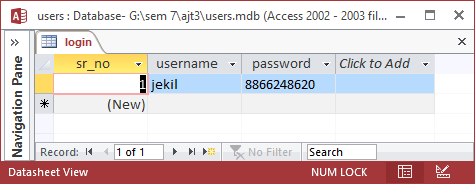 users : Database- G:\sem 7\ajt3\users.mdb (Access 2002 - 2003 fil...
login
sr_no username password Click to Add
1 jekil 8866248620
* (New)
Navigation Pane
Record: 1 of 1 No Filter Search
Datasheet View NUM LOCK